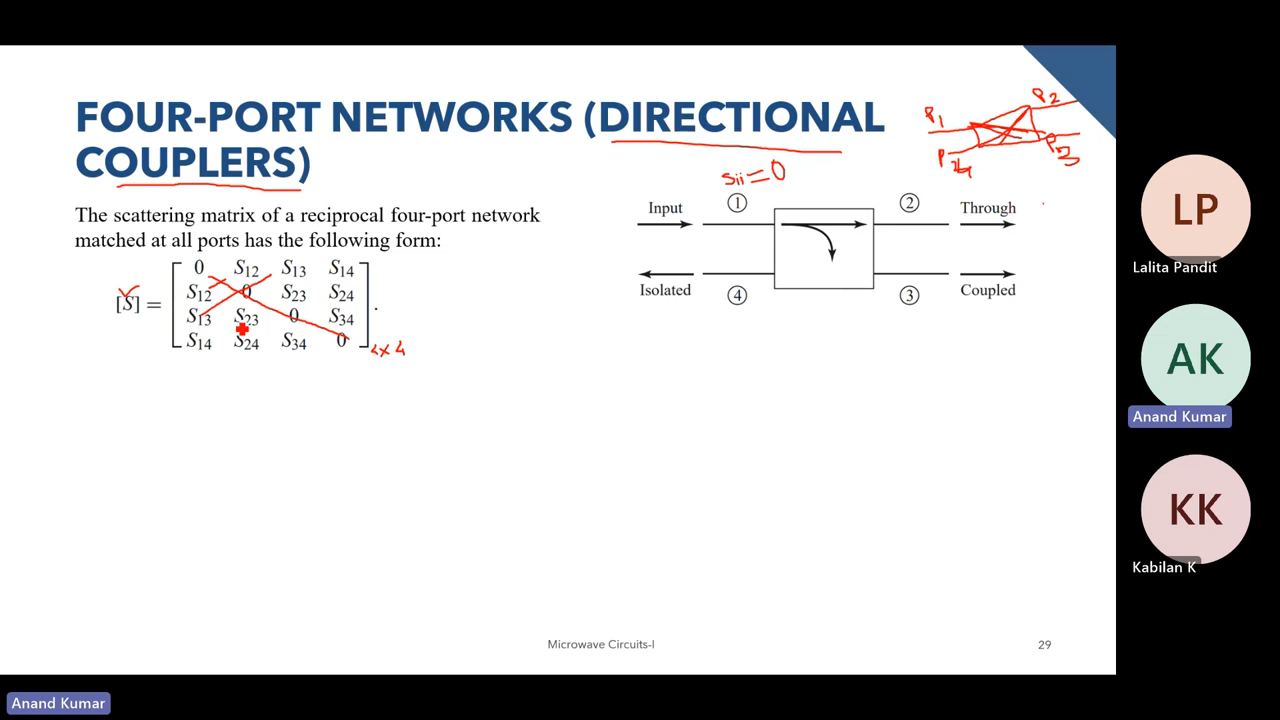 FOUR-PORT NETWORKS (DIRECTIONAL
COUPLERS)
P1
P2
P3
P4
Sii=0
The scattering matrix of a reciprocal four-port network
matched at all ports has the following form:
[S] =
0 S12 S13 S14
S12 0 S23 S24
S13 S23 0 S34
S14 S24 S34 0
.
4x4
Input ① ② Through
Isolated ④ ③ Coupled
Microwave Circuits-I
29
LP
Lalita Pandit
AK
Anand Kumar
KK
Kabilan K
Anand Kumar